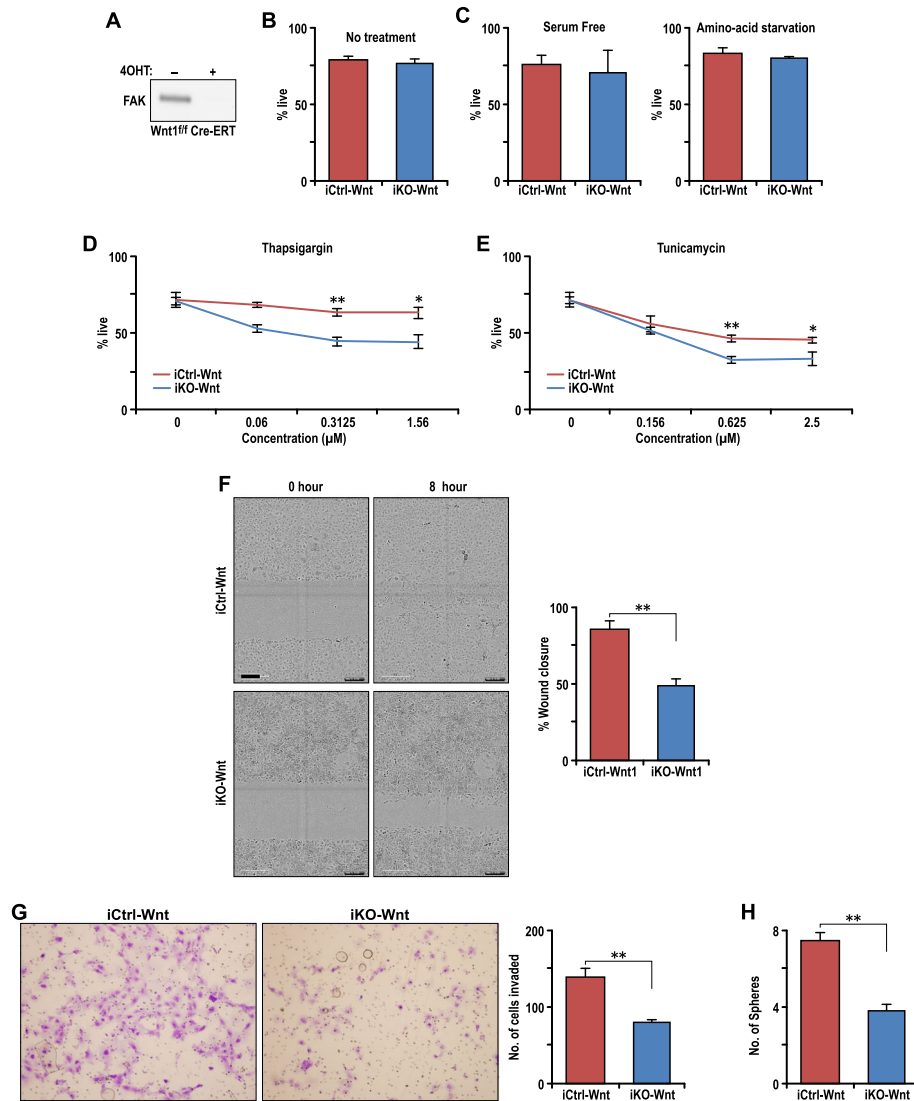 A
4OHT: – +
FAK
Wnt1f/f Cre-ERT
B
No treatment
% live
100
50
0
iCtrl-Wnt iKO-Wnt
C
Serum Free
% live
100
50
0
iCtrl-Wnt iKO-Wnt
Amino-acid starvation
% live
100
50
0
iCtrl-Wnt iKO-Wnt
D
Thapsigargin
% live
100
50
0
** *
iCtrl-Wnt
iKO-Wnt
0 0.06 0.3125 1.56
Concentration (µM)
E
Tunicamycin
% live
100
50
0
** *
iCtrl-Wnt
iKO-Wnt
0 0.156 0.625 2.5
Concentration (µM)
F
0 hour 8 hour
iCtrl-Wnt
iKO-Wnt
% Wound closure
100
50
0
**
iCtrl-Wnt1 iKO-Wnt1
G
iCtrl-Wnt iKO-Wnt
No. of cells invaded
200
100
0
**
iCtrl-Wnt iKO-Wnt
H
No. of Spheres
8
4
0
**
iCtrl-Wnt iKO-Wnt